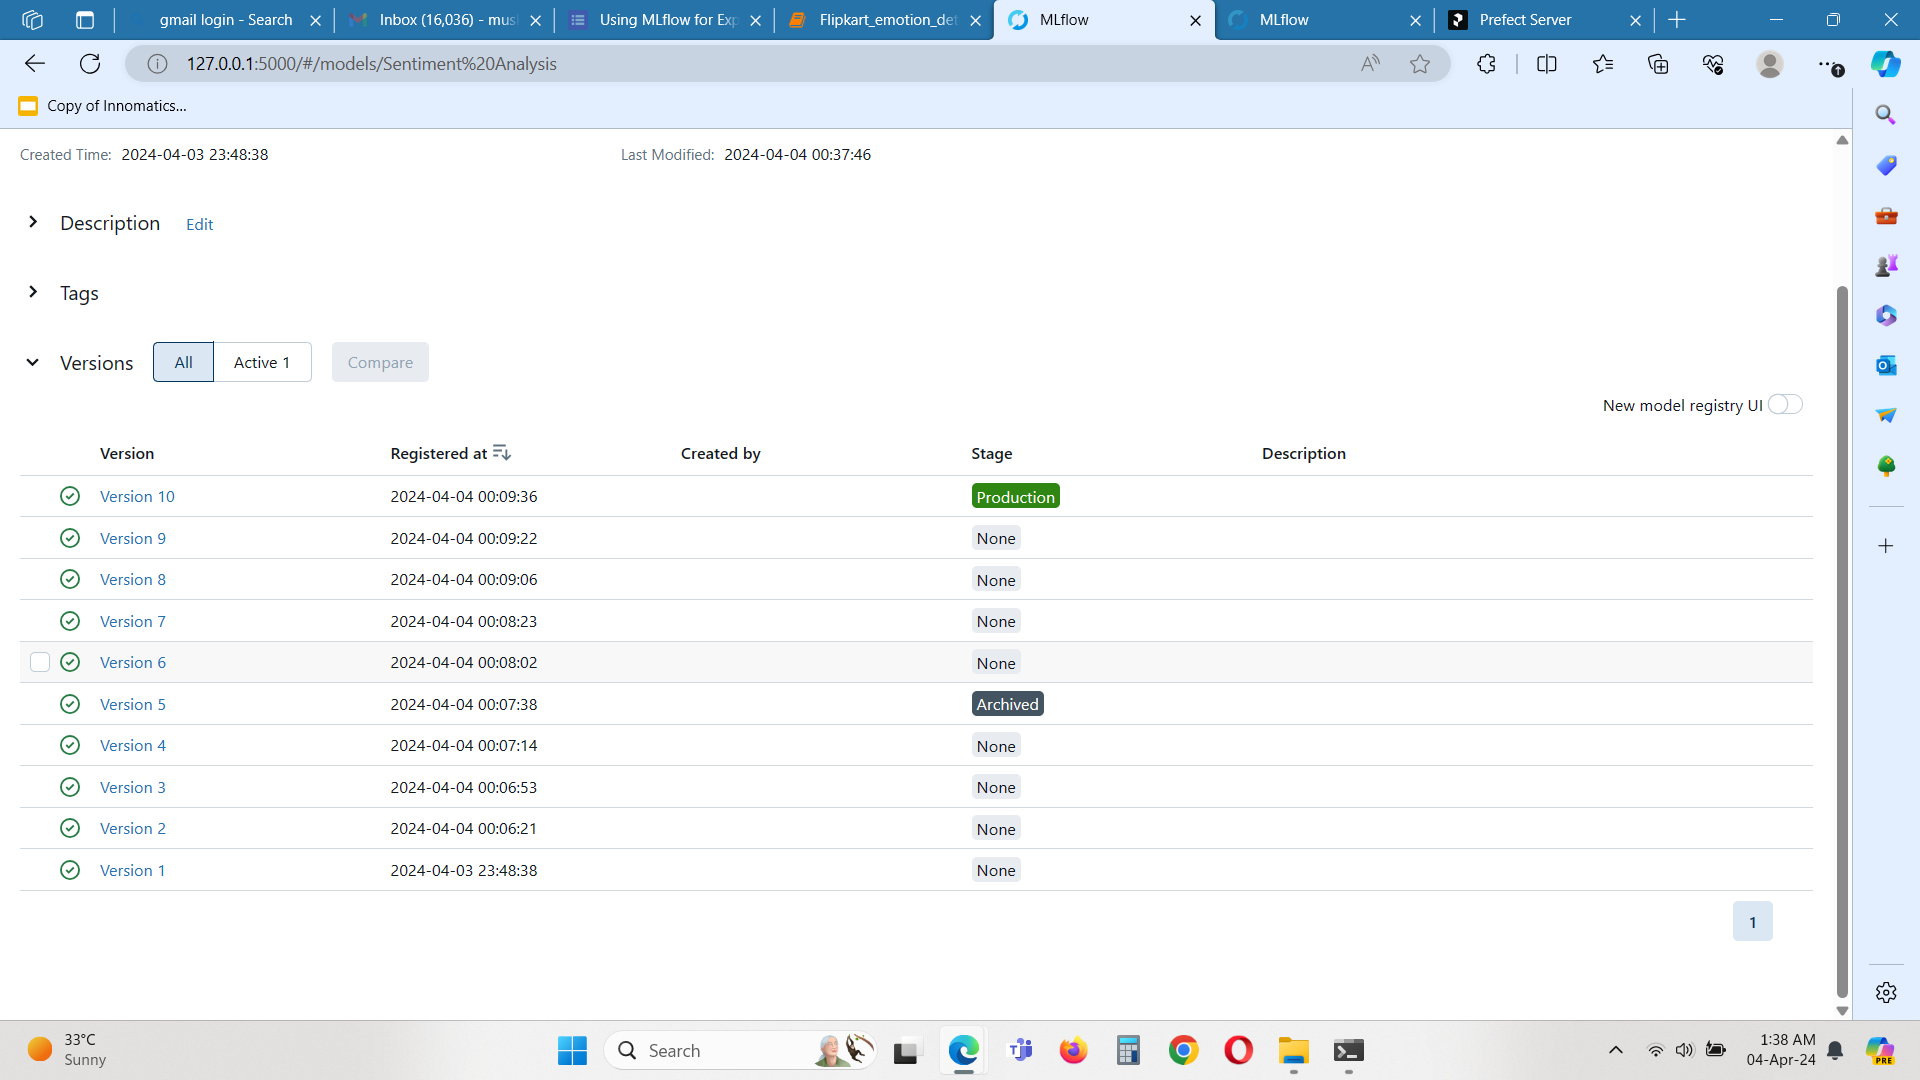 gmail login - Search
Inbox (16,036) - mus
Using MLflow for Exp
Flipkart_emotion_det
MLflow
MLflow
Prefect Server
127.0.0.1:5000/#/models/Sentiment%20Analysis
Copy of Innomatics...
Created Time: 2024-04-03 23:48:38
Last Modified: 2024-04-04 00:37:46
Description Edit
Tags
Versions All Active 1 Compare
New model registry UI
Version Registered at Created by Stage Description
Version 10 2024-04-04 00:09:36 Production
Version 9 2024-04-04 00:09:22 None
Version 8 2024-04-04 00:09:06 None
Version 7 2024-04-04 00:08:23 None
Version 6 2024-04-04 00:08:02 None
Version 5 2024-04-04 00:07:38 Archived
Version 4 2024-04-04 00:07:14 None
Version 3 2024-04-04 00:06:53 None
Version 2 2024-04-04 00:06:21 None
Version 1 2024-04-03 23:48:38 None
1
33°C
Sunny
Search
1:38 AM
04-Apr-24
PRE